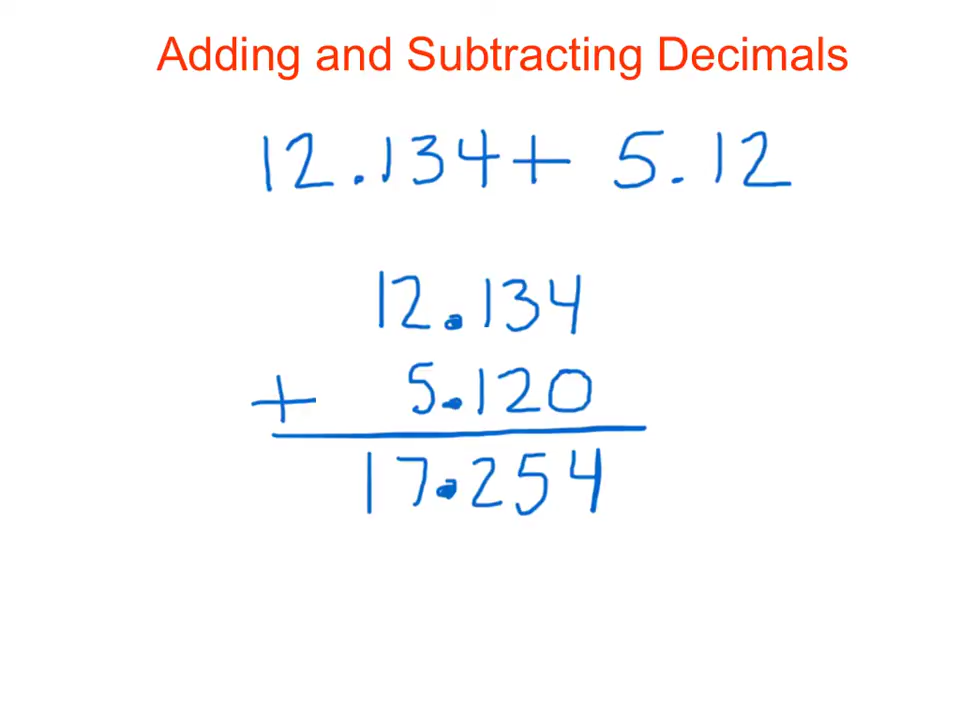 Adding and Subtracting Decimals
12.134 + 5.12
12.134
+ 5.120
17.254